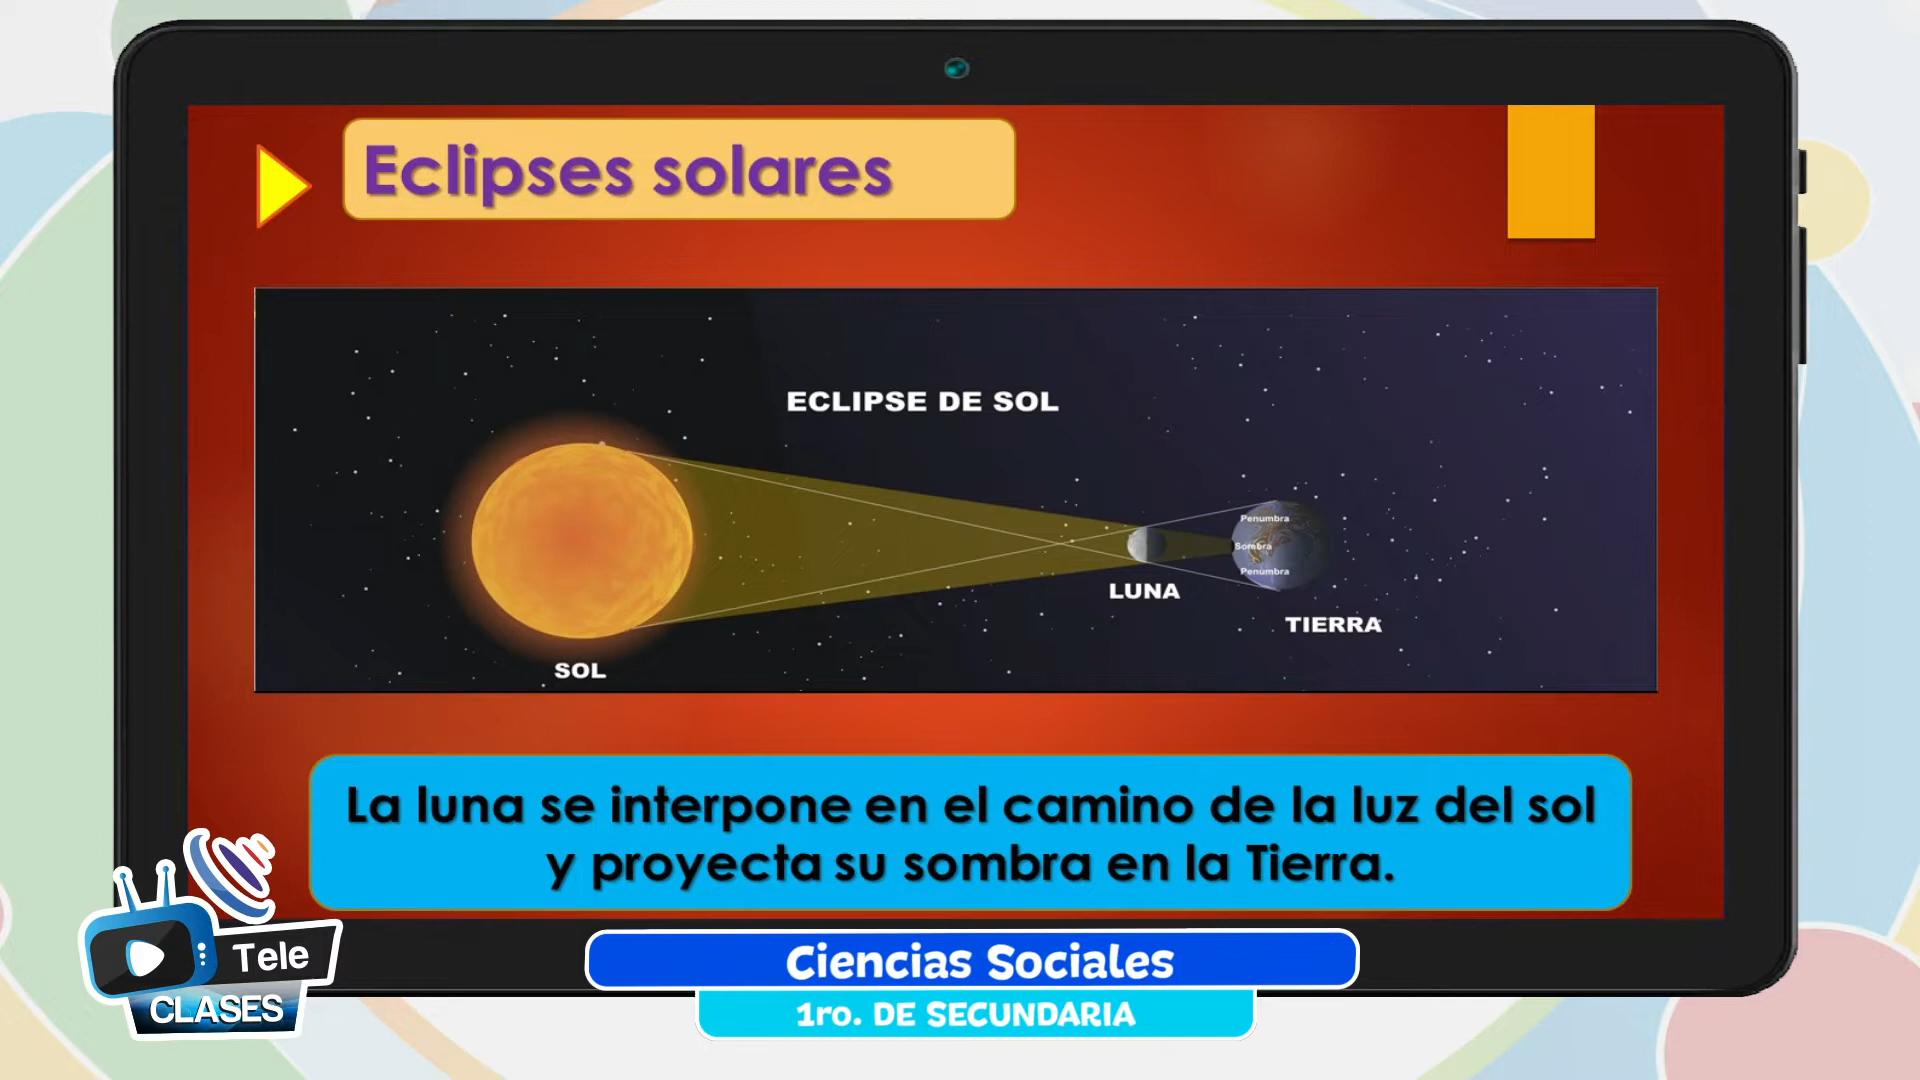 Eclipses solares
ECLIPSE DE SOL
Penumbra
Sombra
Penumbra
LUNA
TIERRA
SOL
La luna se interpone en el camino de la luz del sol
y proyecta su sombra en la Tierra.
Tele
CLASES
Ciencias Sociales
1ro. DE SECUNDARIA